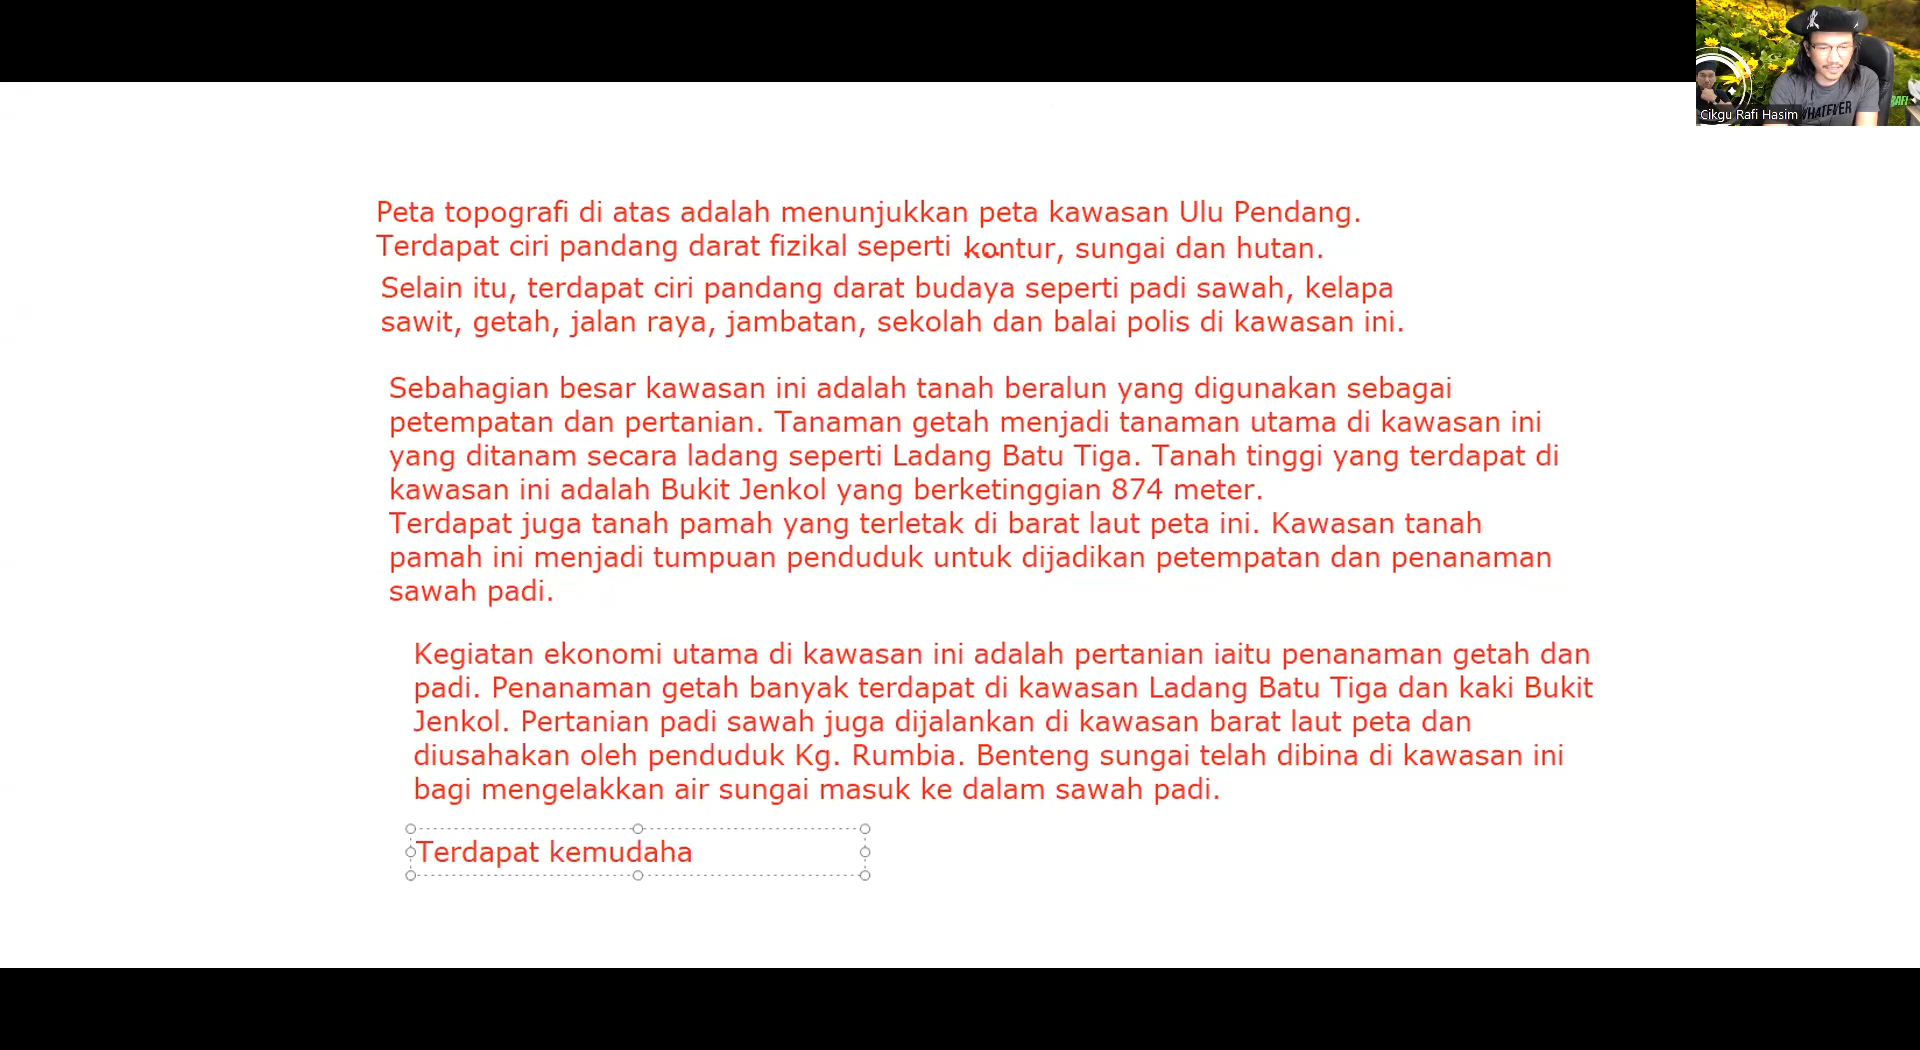 Cikgu Rafi Hasim
WHATEVER
RAFI
Peta topografi di atas adalah menunjukkan peta kawasan Ulu Pendang.
Terdapat ciri pandang darat fizikal seperti kontur, sungai dan hutan.
Selain itu, terdapat ciri pandang darat budaya seperti padi sawah, kelapa
sawit, getah, jalan raya, jambatan, sekolah dan balai polis di kawasan ini.
Sebahagian besar kawasan ini adalah tanah beralun yang digunakan sebagai
petempatan dan pertanian. Tanaman getah menjadi tanaman utama di kawasan ini
yang ditanam secara ladang seperti Ladang Batu Tiga. Tanah tinggi yang terdapat di
kawasan ini adalah Bukit Jenkol yang berketinggian 874 meter.
Terdapat juga tanah pamah yang terletak di barat laut peta ini. Kawasan tanah
pamah ini menjadi tumpuan penduduk untuk dijadikan petempatan dan penanaman
sawah padi.
Kegiatan ekonomi utama di kawasan ini adalah pertanian iaitu penanaman getah dan
padi. Penanaman getah banyak terdapat di kawasan Ladang Batu Tiga dan kaki Bukit
Jenkol. Pertanian padi sawah juga dijalankan di kawasan barat laut peta dan
diusahakan oleh penduduk Kg. Rumbia. Benteng sungai telah dibina di kawasan ini
bagi mengelakkan air sungai masuk ke dalam sawah padi.
Terdapat kemudaha